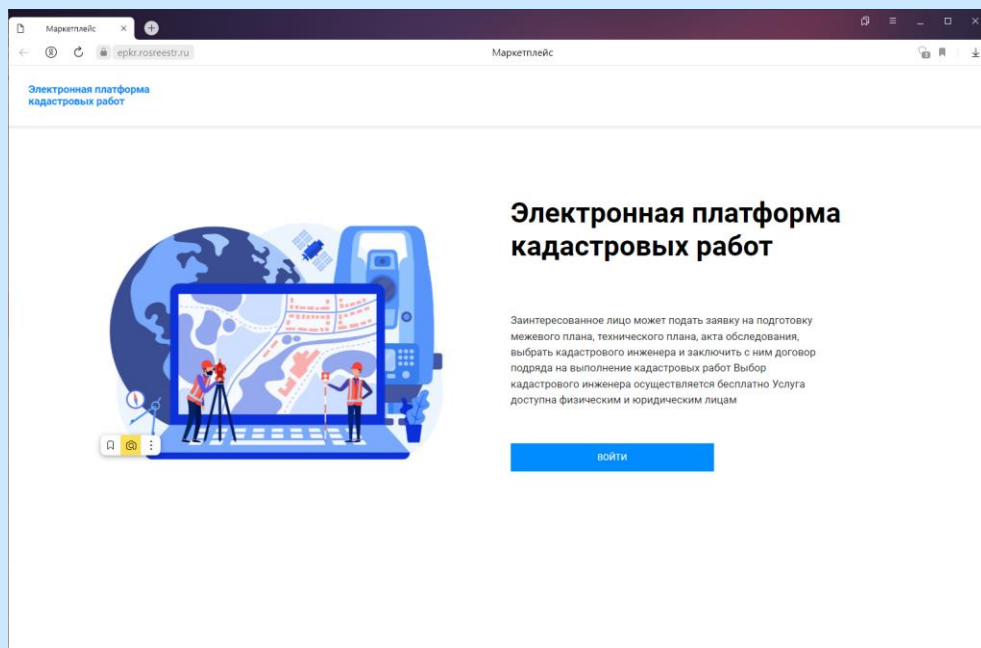 Маркетплейс
epkr.rosreestr.ru
Маркетплейс
Электронная платформа
кадастровых работ
Электронная платформа
кадастровых работ
Заинтересованное лицо может подать заявку на подготовку
межевого плана, технического плана, акта обследования,
выбрать кадастрового инженера и заключить с ним договор
подряда на выполнение кадастровых работ Выбор
кадастрового инженера осуществляется бесплатно Услуга
доступна физическим и юридическим лицам
ВОЙТИ